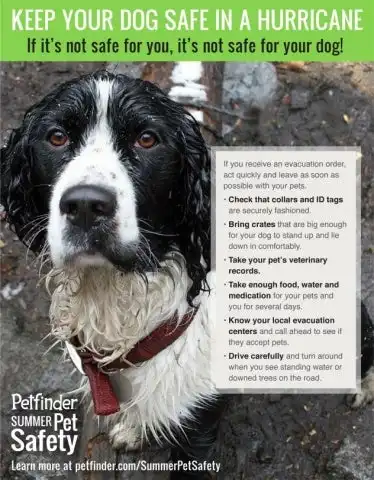 KEEP YOUR DOG SAFE IN A HURRICANE
If it's not safe for you, it's not safe for your dog!
If you receive an evacuation order,
act quickly and leave as soon as
possible with your pets.
· Check that collars and ID tags
are securely fashioned.
· Bring crates that are big enough
for your dog to stand up and lie
down in comfortably.
· Take your pet's veterinary
records.
· Take enough food, water and
medication for your pets and
you for several days.
· Know your local evacuation
centers and call ahead to see if
they accept pets.
· Drive carefully and turn around
when you see standing water or
downed trees on the road.
Petfinder
SUMMER Pet
Safety
Learn more at petfinder.com/SummerPetSafety